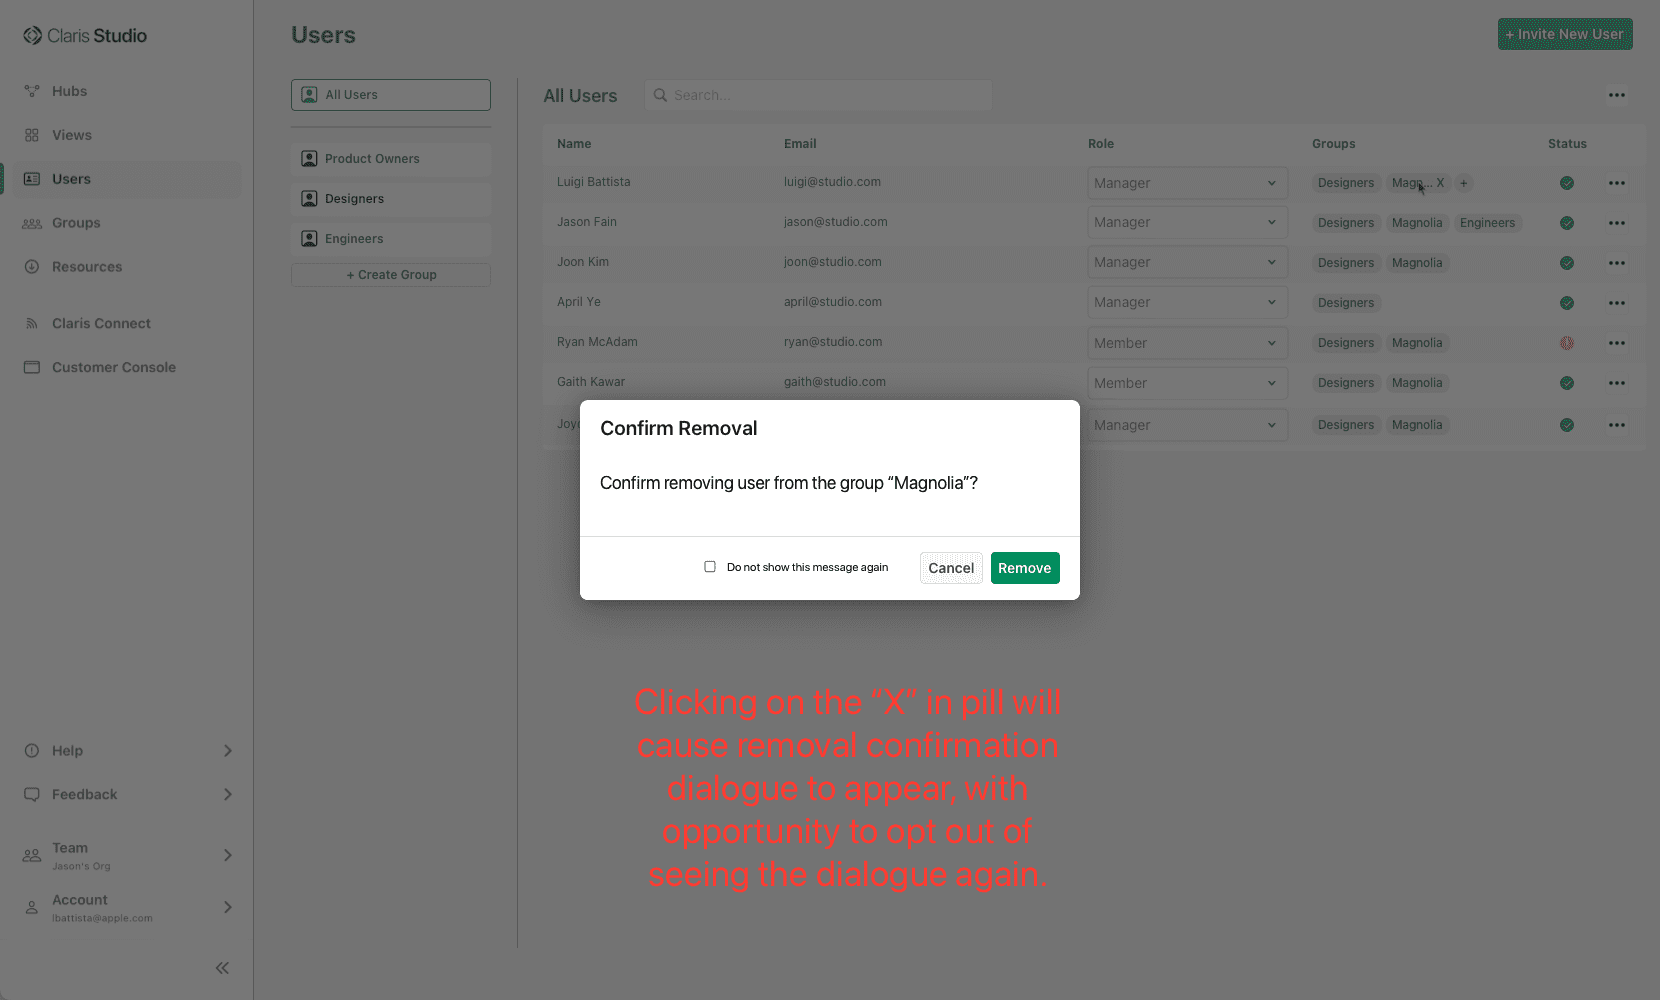 Claris Studio
Hubs
Views
Users
Groups
Resources
Claris Connect
Customer Console
Help
Feedback
Team
Jason's Org
Account
lbattista@apple.com
Users
+ Invite New User
All Users
Product Owners
Designers
Engineers
+ Create Group
All Users
Search...
Name Email Role Groups Status
Luigi Battista luigi@studio.com Manager Designers Magn... X +
Jason Fain jason@studio.com Manager Designers Magnolia Engineers
Joon Kim joon@studio.com Manager Designers Magnolia
April Ye april@studio.com Manager Designers
Ryan McAdam ryan@studio.com Member Designers Magnolia
Gaith Kawar gaith@studio.com Member Designers Magnolia
Manager Designers Magnolia
Confirm Removal
Confirm removing user from the group “Magnolia”?
Do not show this message again
Cancel
Remove
Clicking on the “X” in pill will
cause removal confirmation
dialogue to appear, with
opportunity to opt out of
seeing the dialogue again.